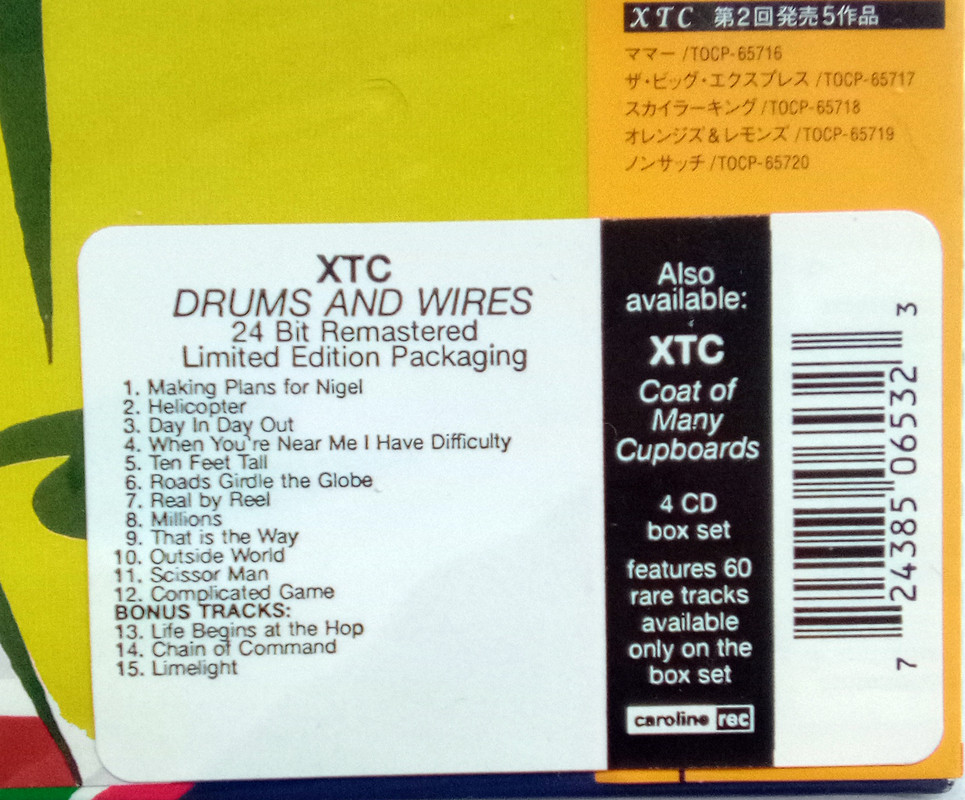 XTC 第2回発売5作品
ママー/TOCP-65716
ザ・ビッグ・エクスプレス/TOCP-65717
スカイラーキング/TOCP-65718
オレンジズ&レモンズ/TOCP-65719
ノンサッチ/TOCP-65720
XTC
DRUMS AND WIRES
24 Bit Remastered
Limited Edition Packaging
1. Making Plans for Nigel
2. Helicopter
3. Day In Day Out
4. When You're Near Me I Have Difficulty
5. Ten Feet Tall
6. Roads Girdle the Globe
7. Real by Reel
8. Millions
9. That is the Way
10. Outside World
11. Scissor Man
12. Complicated Game
BONUS TRACKS:
13. Life Begins at the Hop
14. Chain of Command
15. Limelight
Also
available:
XTC
Coat of
Many
Cupboards
4 CD
box set
features 60
rare tracks
available
only on the
box set
caroline rec
7 24385 06532 3